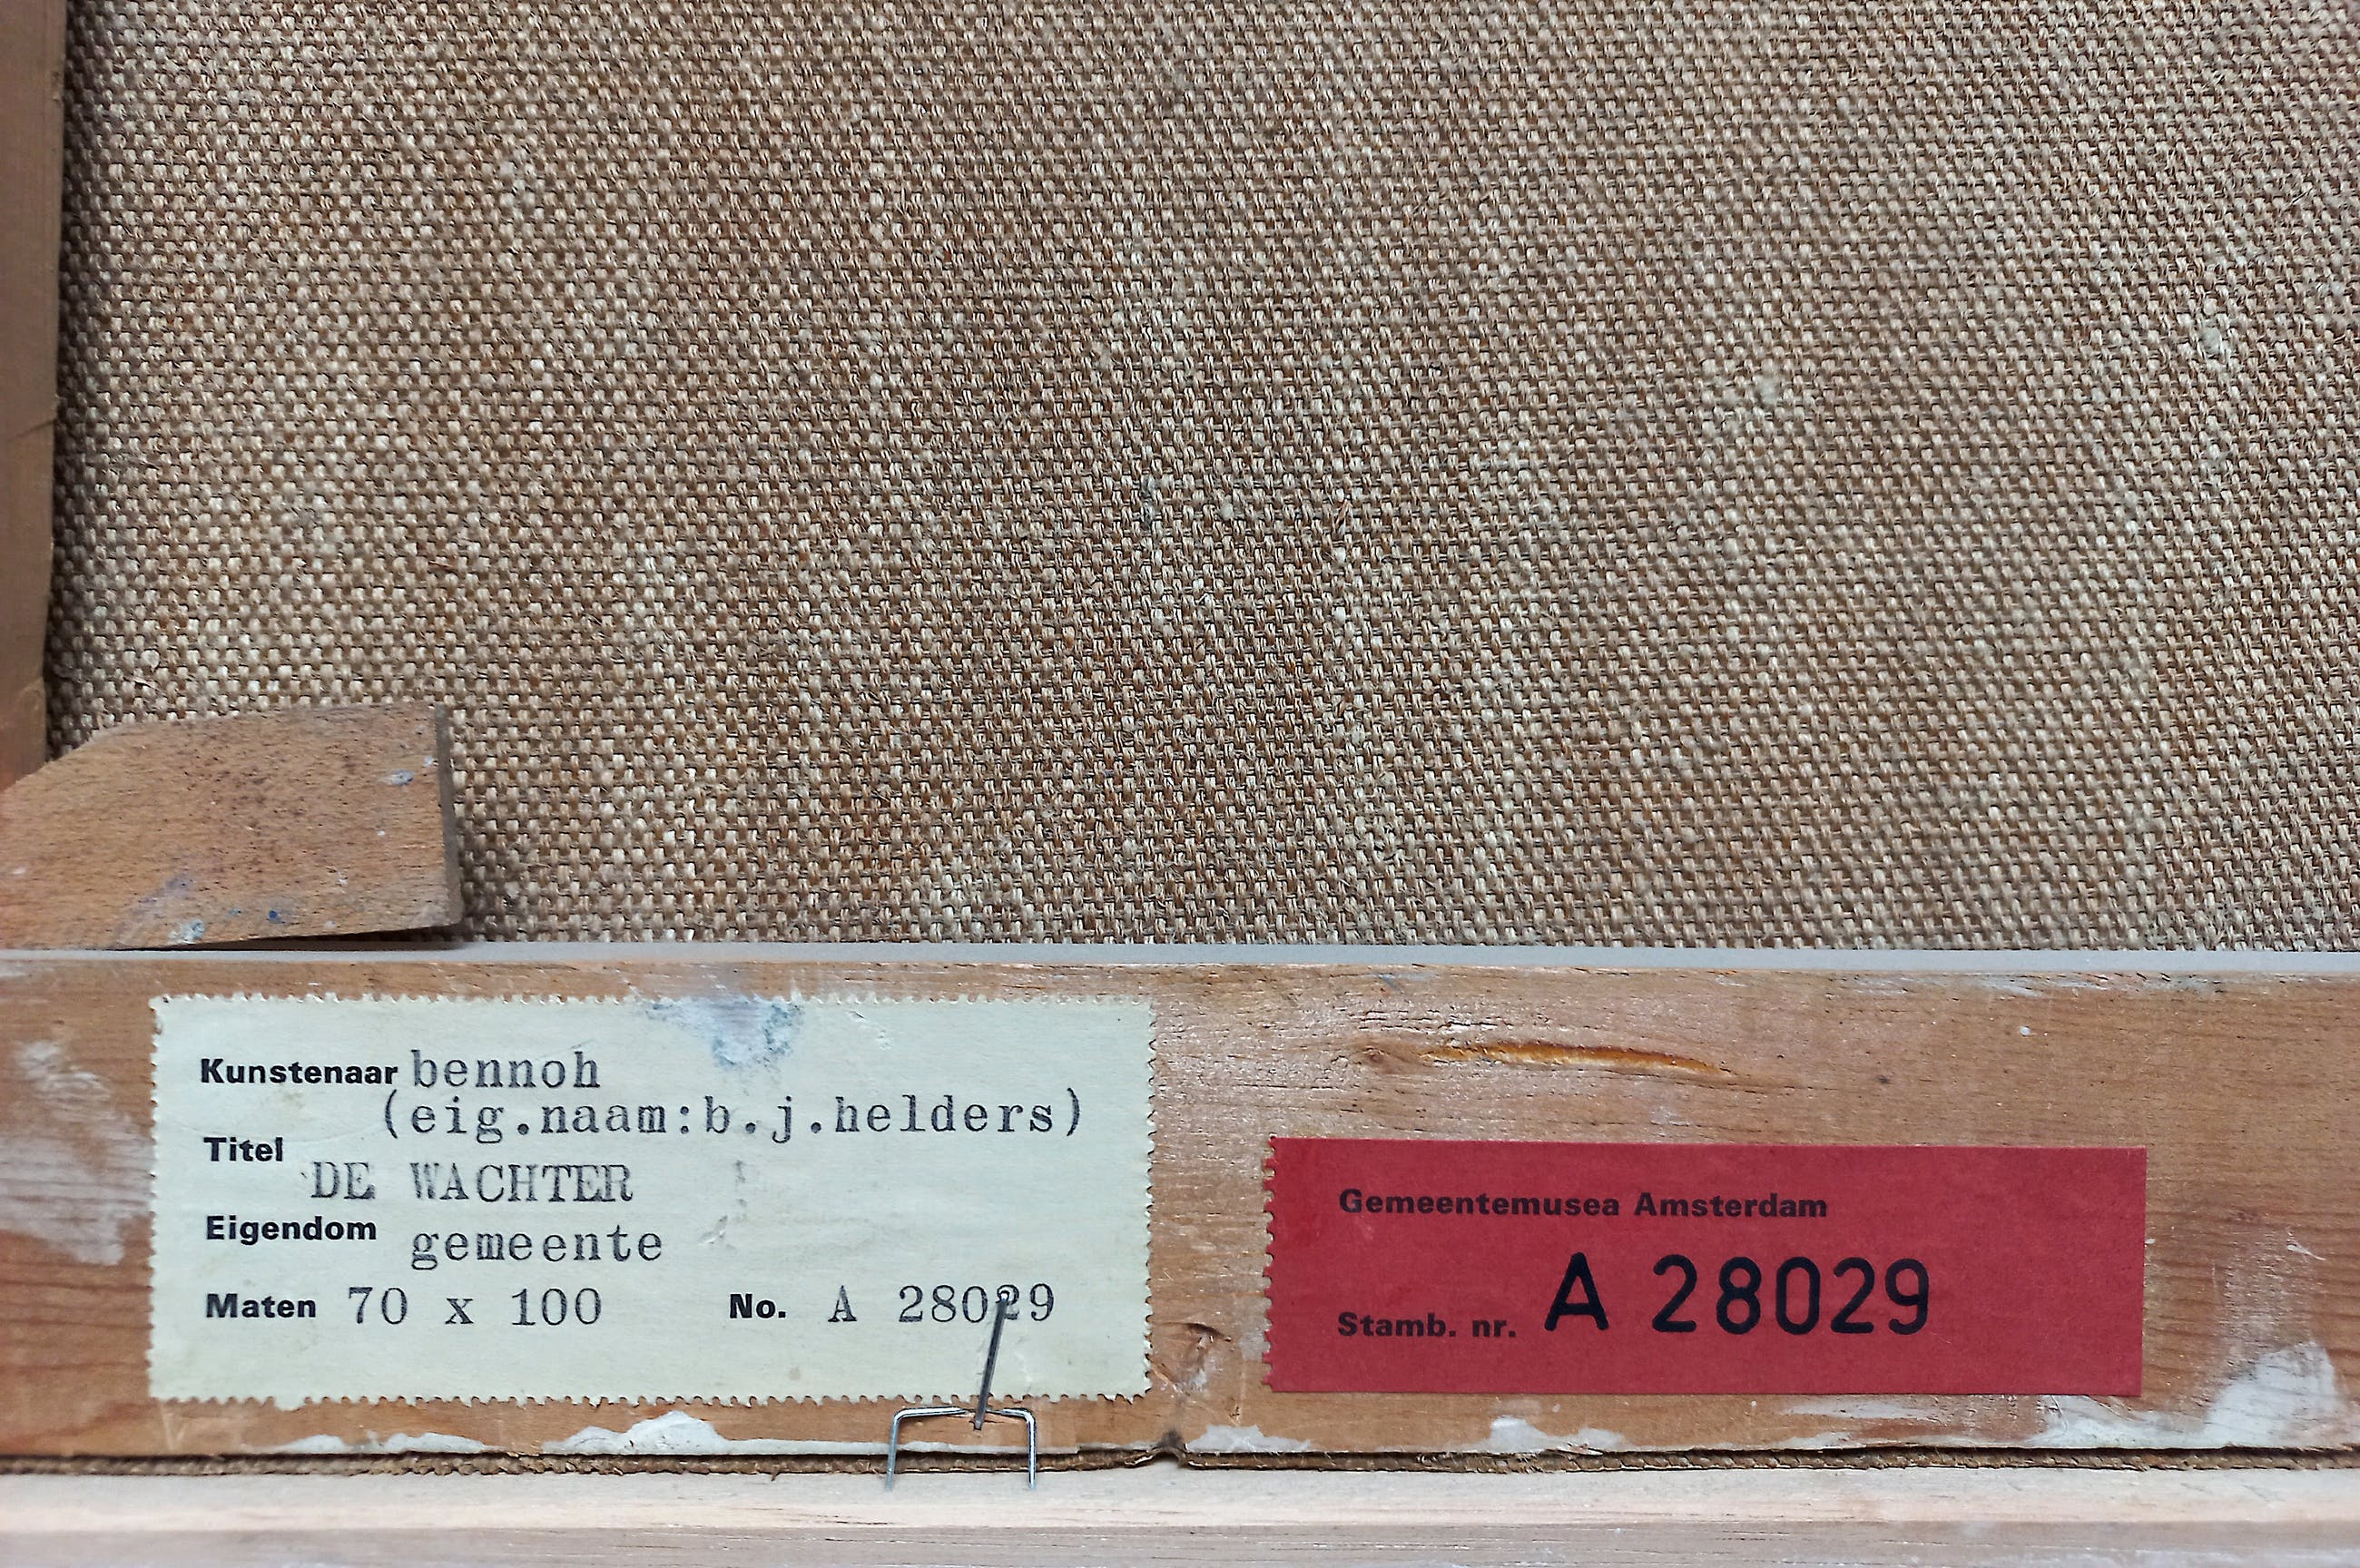 Kunstenaar bennoh
(eig.naam:b.j.helders)
Titel
DE WACHTER
Eigendom gemeente
Maten 70 x 100 No. A 28029
Gemeentemusea Amsterdam
Stamb. nr. A 28029